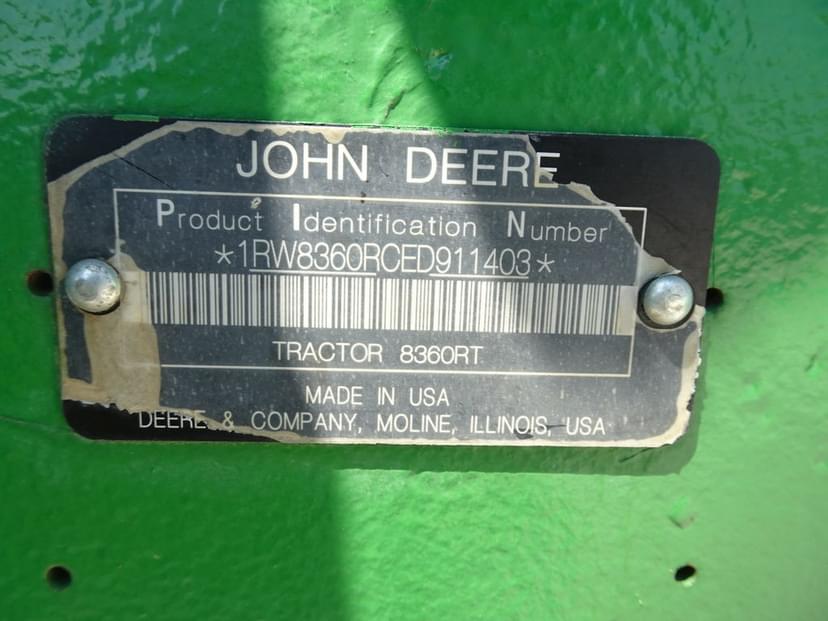 JOHN DEERE
Product Identification Number
*1RW8360RCED911403*
TRACTOR 8360RT
MADE IN USA
DEERE & COMPANY, MOLINE, ILLINOIS, USA